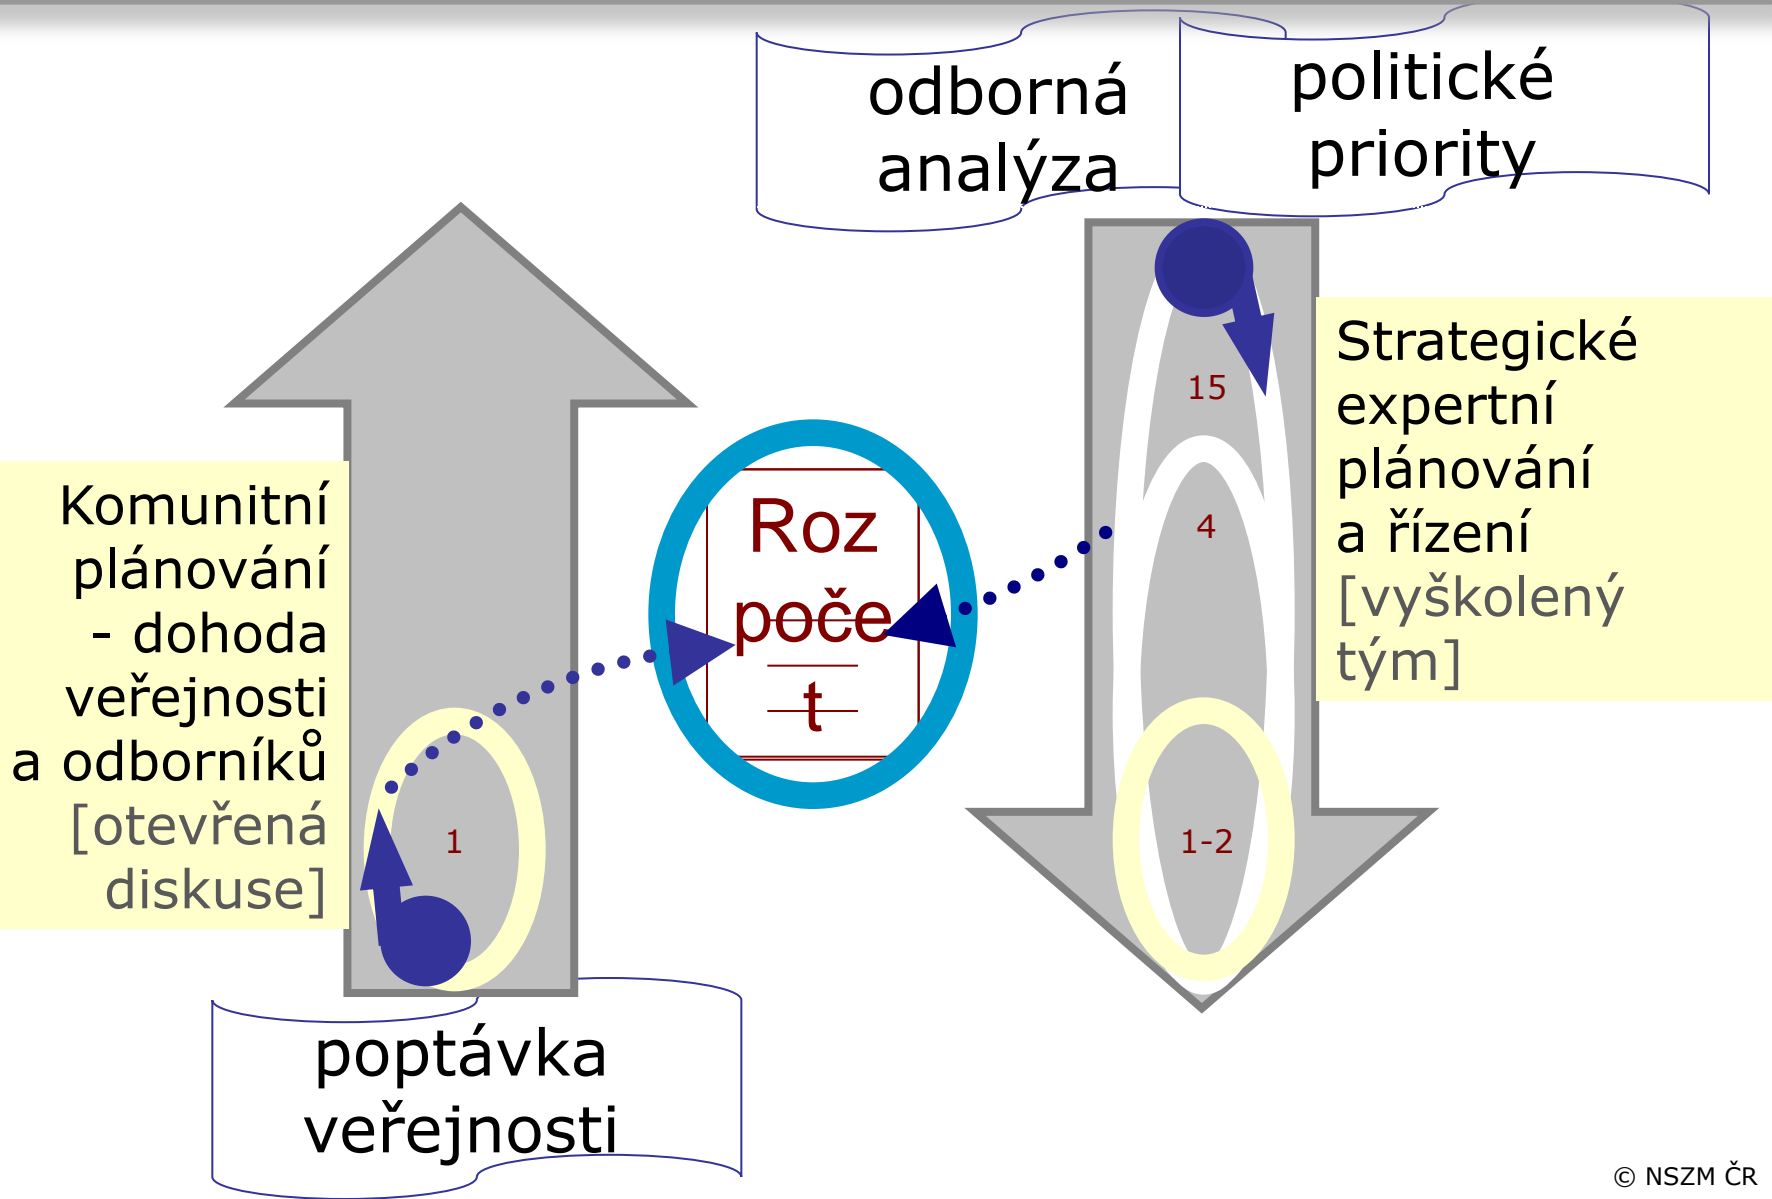 odborná
analýza
politické
priority
Strategické
expertní
plánování
a řízení
[vyškolený
tým]
15
4
1-2
Roz
poče
t
Komunitní
plánování
- dohoda
veřejnosti
a odborníků
[otevřená
diskuse]
1
poptávka
veřejnosti
© NSZM ČR